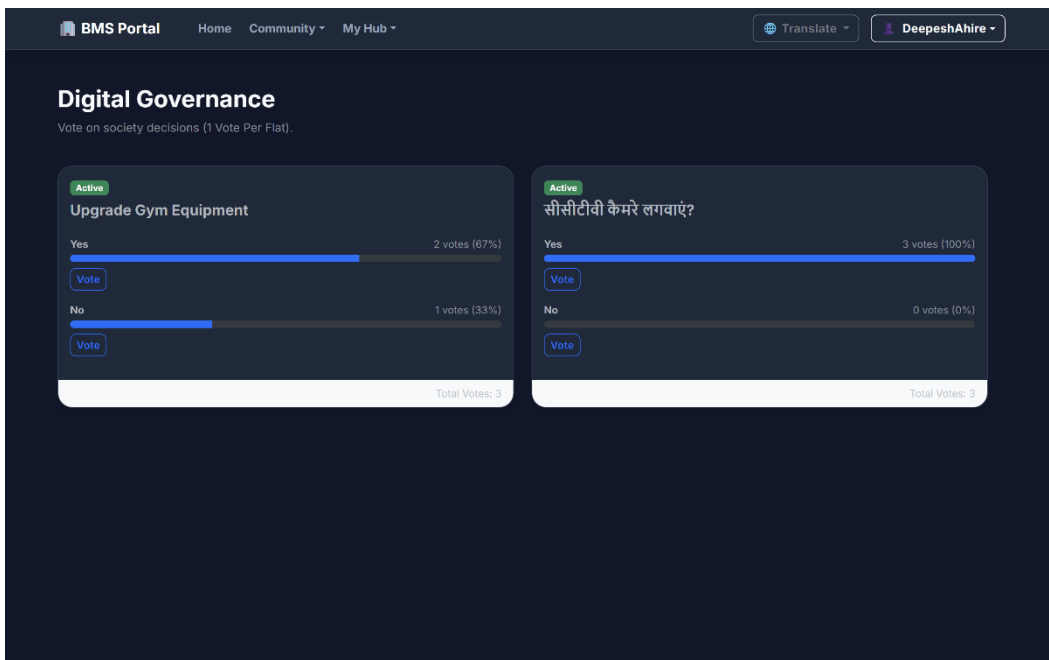 BMS Portal Home Community My Hub Translate DeepeshAhire
Digital Governance
Vote on society decisions (1 Vote Per Flat).
Active
Upgrade Gym Equipment
Yes 2 votes (67%)
Vote
No 1 votes (33%)
Vote
Total Votes: 3
Active
सीसीटीवी कैमरे लगवाएं?
Yes 3 votes (100%)
Vote
No 0 votes (0%)
Vote
Total Votes: 3